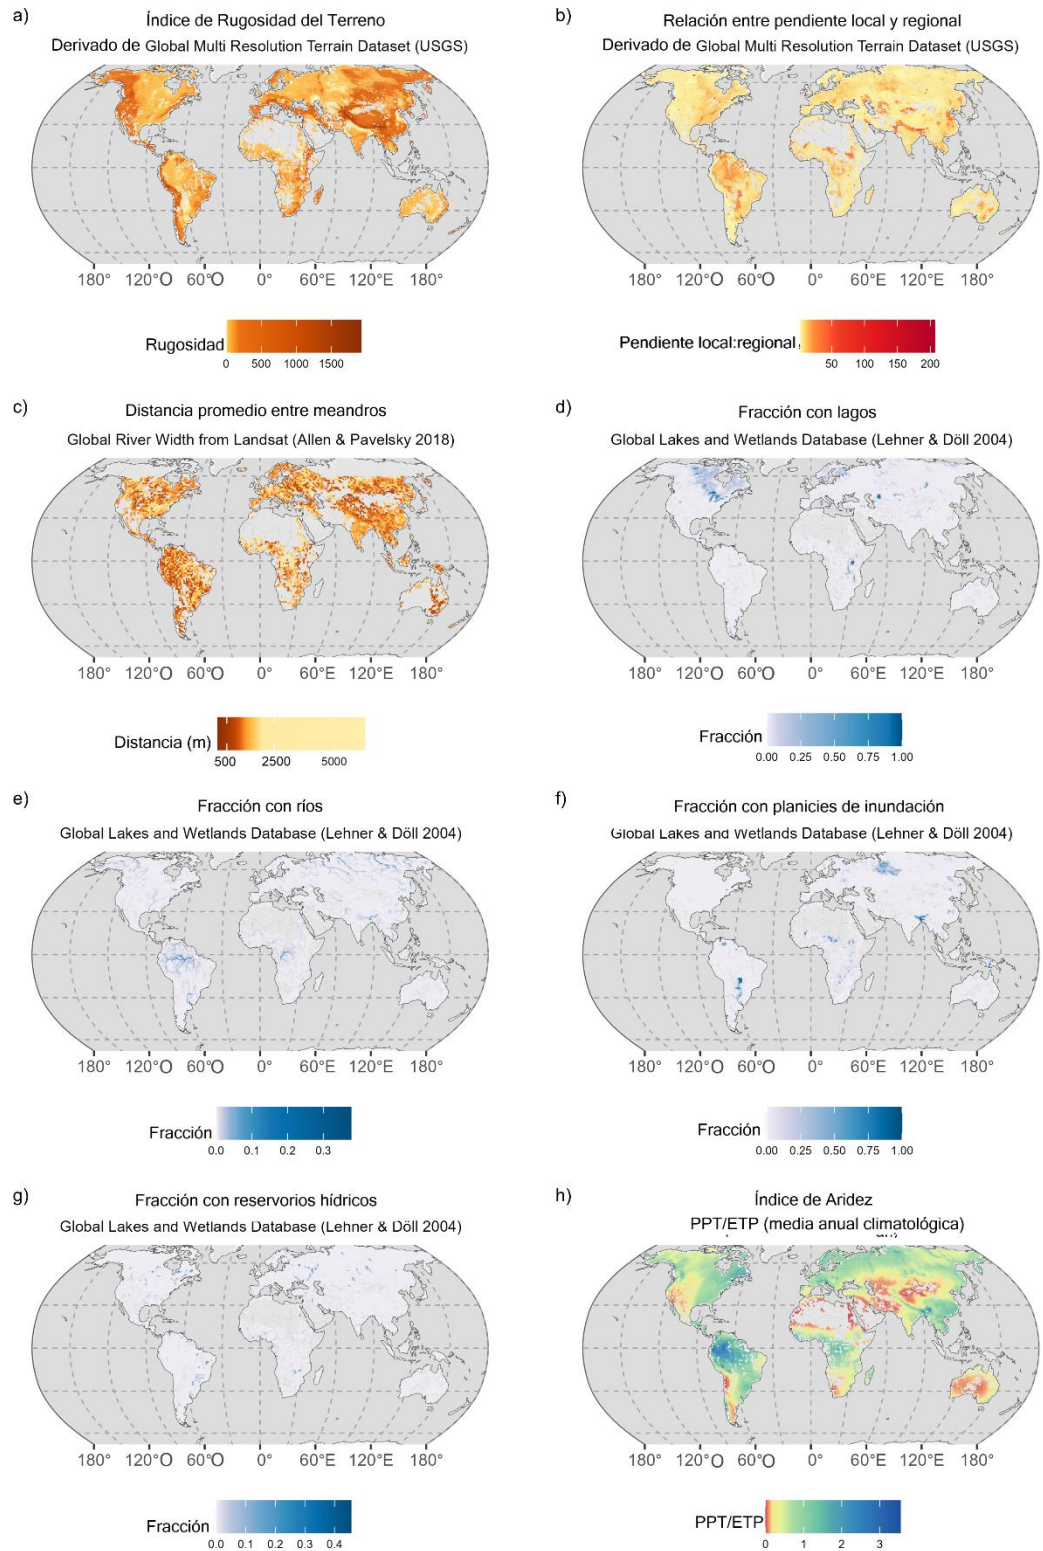 a)
Índice de Rugosidad del Terreno
Derivado de Global Multi Resolution Terrain Dataset (USGS)
180° 120°O 60°O 0° 60°E 120°E 180°
Rugosidad
0 500 1000 1500
b)
Relación entre pendiente local y regional
Derivado de Global Multi Resolution Terrain Dataset (USGS)
180° 120°O 60°O 0° 60°E 120°E 180°
Pendiente local:regional
50 100 150 200
c)
Distancia promedio entre meandros
Global River Width from Landsat (Allen & Pavelsky 2018)
180° 120°O 60°O 0° 60°E 120°E 180°
Distancia (m)
500 2500 5000
d)
Fracción con lagos
Global Lakes and Wetlands Database (Lehner & Döll 2004)
180° 120°O 60°O 0° 60°E 120°E 180°
Fracción
0.00 0.25 0.50 0.75 1.00
e)
Fracción con ríos
Global Lakes and Wetlands Database (Lehner & Döll 2004)
180° 120°O 60°O 0° 60°E 120°E 180°
Fracción
0.0 0.1 0.2 0.3
f)
Fracción con planicies de inundación
Global Lakes and Wetlands Database (Lehner & Döll 2004)
180° 120°O 60°O 0° 60°E 120°E 180°
Fracción
0.00 0.25 0.50 0.75 1.00
g)
Fracción con reservorios hídricos
Global Lakes and Wetlands Database (Lehner & Döll 2004)
180° 120°O 60°O 0° 60°E 120°E 180°
Fracción
0.0 0.1 0.2 0.3 0.4
h)
Índice de Aridez
PPT/ETP (media anual climatológica)
180° 120°O 60°O 0° 60°E 120°E 180°
PPT/ETP
0 1 2 3